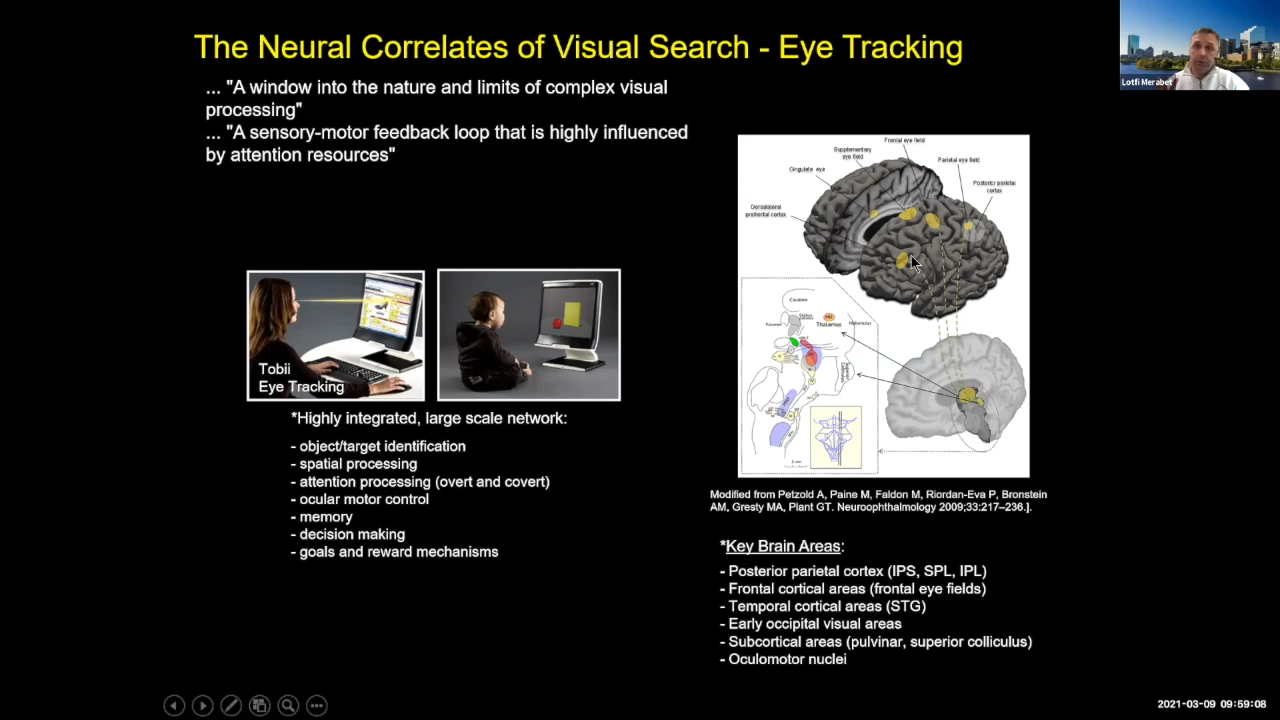 The Neural Correlates of Visual Search - Eye Tracking
Lotfi Merabet
... "A window into the nature and limits of complex visual
processing"
... "A sensory-motor feedback loop that is highly influenced
by attention resources"
Tobii
Eye Tracking
*Highly integrated, large scale network:
- object/target identification
- spatial processing
- attention processing (overt and covert)
- ocular motor control
- memory
- decision making
- goals and reward mechanisms
Frontal eye field
Supplementary
eye field
Parietal eye field
Cingulate eye
Posterior parietal
cortex
Dorsolateral
prefrontal cortex
Caudate
Thalamus
Modified from Petzold A, Paine M, Faldon M, Riordan-Eva P, Bronstein
AM, Gresty MA, Plant GT. Neuroophthalmology 2009;33:217–236.].
*Key Brain Areas:
- Posterior parietal cortex (IPS, SPL, IPL)
- Frontal cortical areas (frontal eye fields)
- Temporal cortical areas (STG)
- Early occipital visual areas
- Subcortical areas (pulvinar, superior colliculus)
- Oculomotor nuclei
2021-03-09 09:59:08